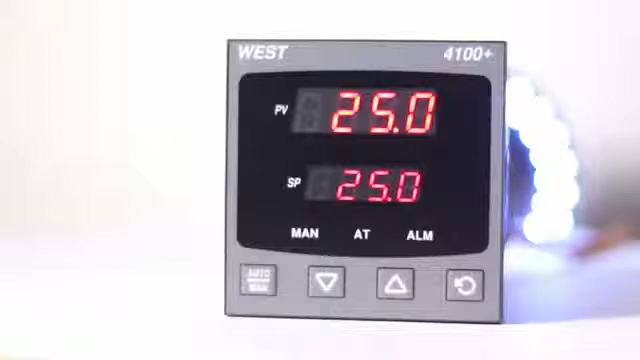 WEST 4100+
PV 25.0
SP 25.0
MAN AT ALM
AUTO
MAN